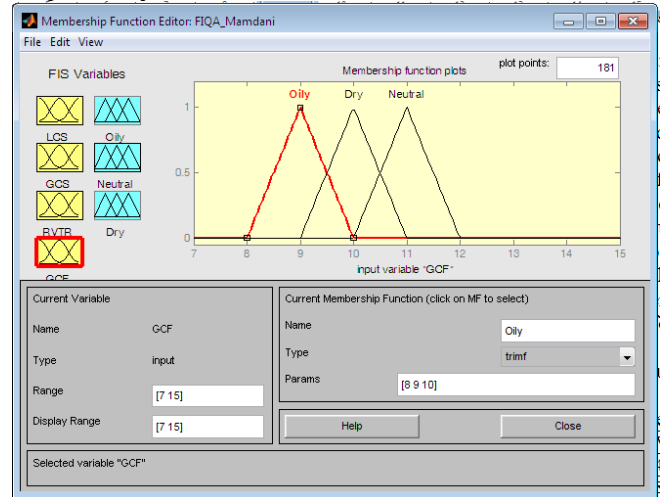 Membership Function Editor: FIQA_Mamdani
File Edit View
FIS Variables
LCS Oily
GCS Neutral
RVTR Dry
GCF
Membership function plots
plot points: 181
Oily Dry Neutral
1
0.5
0
7 8 9 10 11 12 13 14 15
input variable "GCF"
Current Variable
Name GCF
Type input
Range [7 15]
Display Range [7 15]
Current Membership Function (click on MF to select)
Name Oily
Type trimf
Params [8 9 10]
Help Close
Selected variable "GCF"